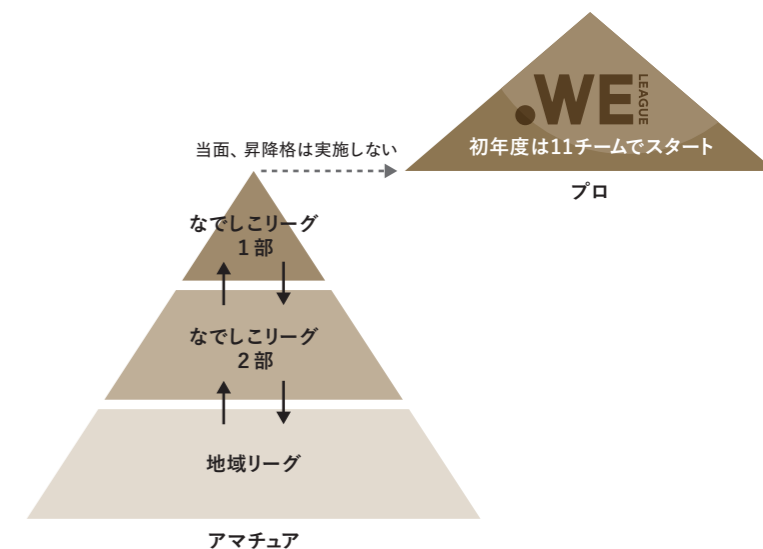 .WE LEAGUE
初年度は11チームでスタート
プロ
当面、昇降格は実施しない
なでしこリーグ
1部
なでしこリーグ
2部
地域リーグ
アマチュア